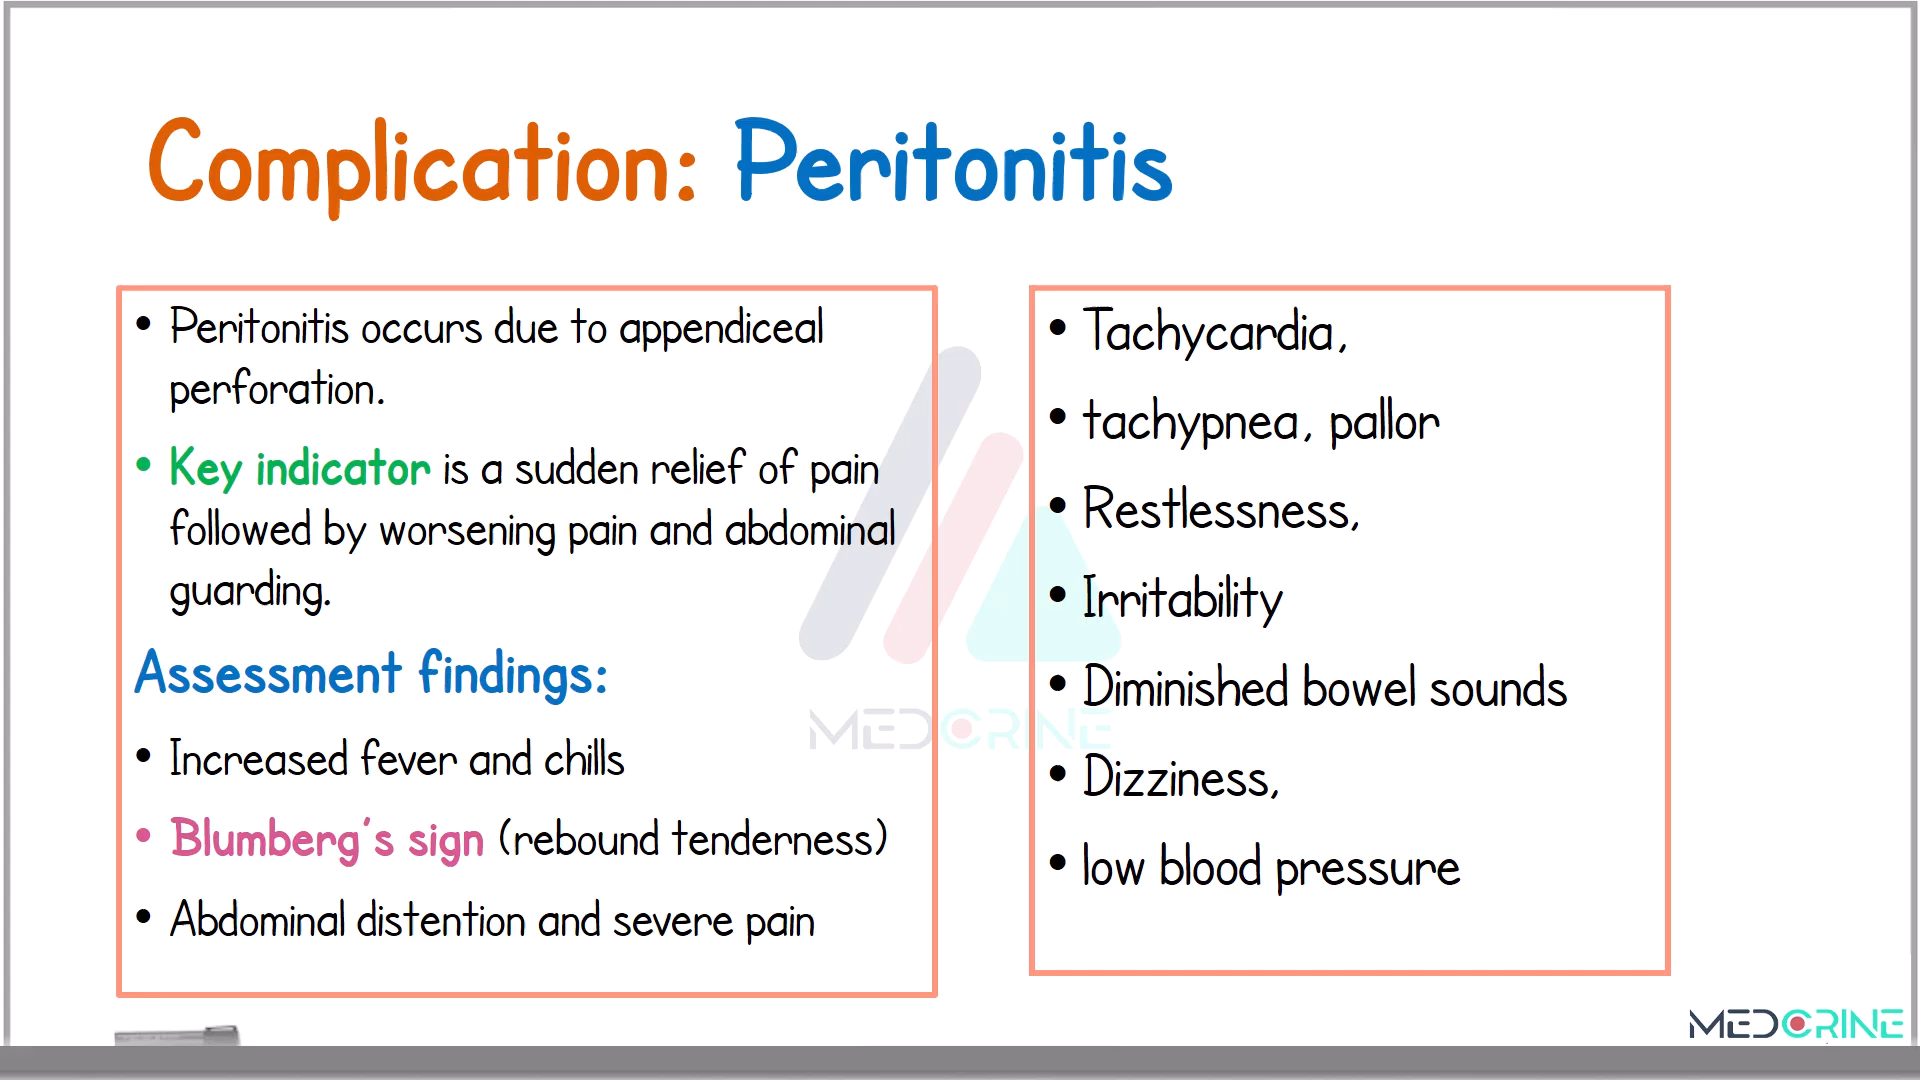 Complication: Peritonitis
• Peritonitis occurs due to appendiceal
perforation.
• Key indicator is a sudden relief of pain
followed by worsening pain and abdominal
guarding.
Assessment findings:
• Increased fever and chills
• Blumberg's sign (rebound tenderness)
• Abdominal distention and severe pain
• Tachycardia,
• tachypnea, pallor
• Restlessness,
• Irritability
• Diminished bowel sounds
• Dizziness,
• low blood pressure
MEDCRINE
MEDCRINE